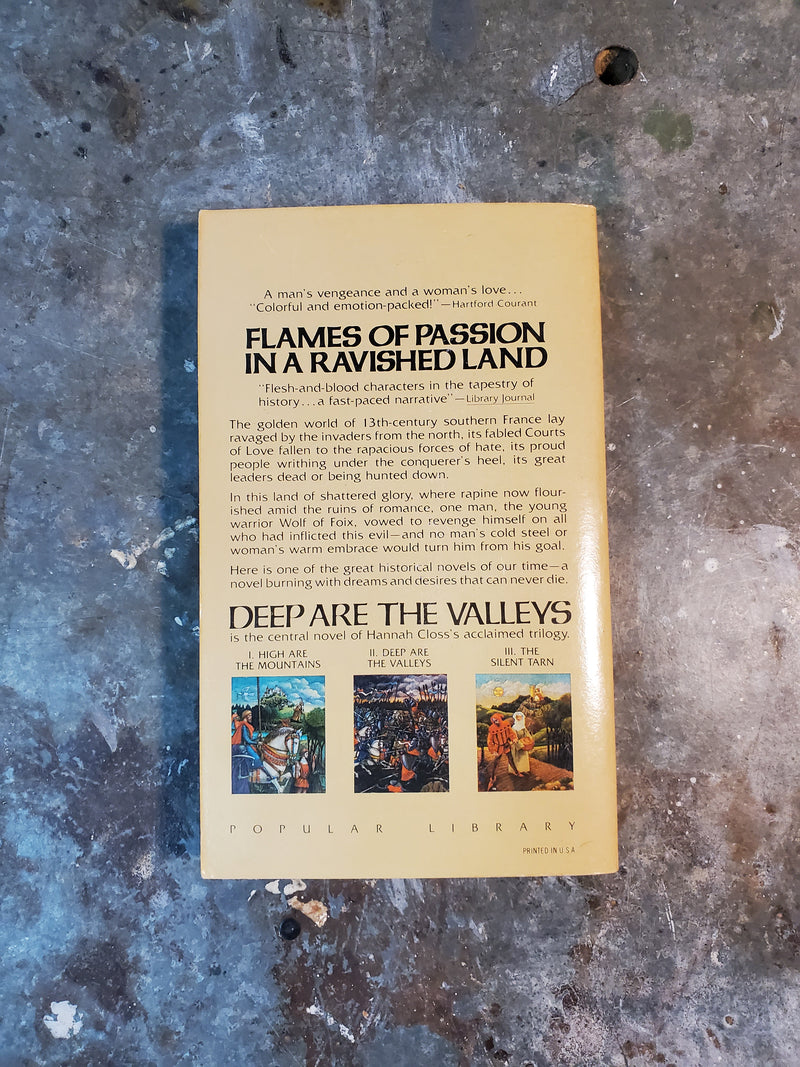 A man's vengeance and a woman's love...
"Colorful and emotion-packed!"—Hartford Courant
FLAMES OF PASSION
IN A RAVISHED LAND
"Flesh-and-blood characters in the tapestry of
history...a fast-paced narrative"—Library Journal
The golden world of 13th-century southern France lay
ravaged by the invaders from the north, its fabled Courts
of Love fallen to the rapacious forces of hate, its proud
people writhing under the conquerer's heel, its great
leaders dead or being hunted down.
In this land of shattered glory, where rapine now flour-
ished amid the ruins of romance, one man, the young
warrior Wolf of Foix, vowed to revenge himself on all
who had inflicted this evil—and no man's cold steel or
woman's warm embrace would turn him from his goal.
Here is one of the great historical novels of our time—a
novel burning with dreams and desires that can never die.
DEEP ARE THE VALLEYS
is the central novel of Hannah Closs's acclaimed trilogy.
I. HIGH ARE
THE MOUNTAINS
II. DEEP ARE
THE VALLEYS
III. THE
SILENT TARN
POPULAR LIBRARY
PRINTED IN U.S.A.